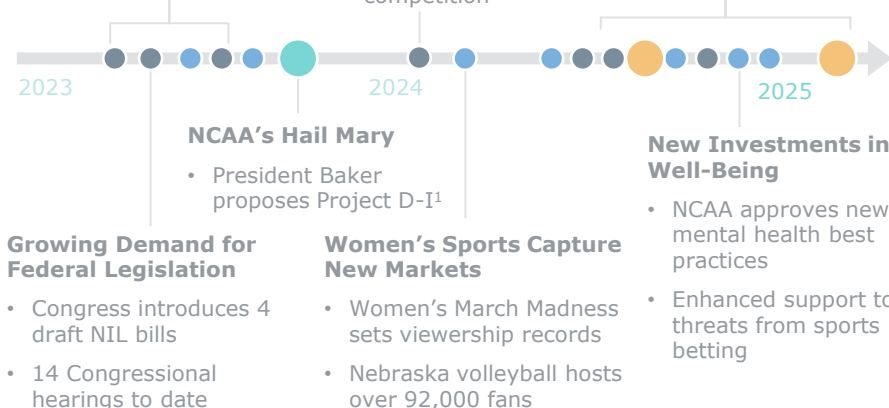 competition
2023
2024
2025
NCAA's Hail Mary
• President Baker
proposes Project D-I¹
New Investments in
Well-Being
• NCAA approves new
mental health best
practices
• Enhanced support to
threats from sports
betting
Growing Demand for
Federal Legislation
• Congress introduces 4
draft NIL bills
• 14 Congressional
hearings to date
Women's Sports Capture
New Markets
• Women's March Madness
sets viewership records
• Nebraska volleyball hosts
over 92,000 fans